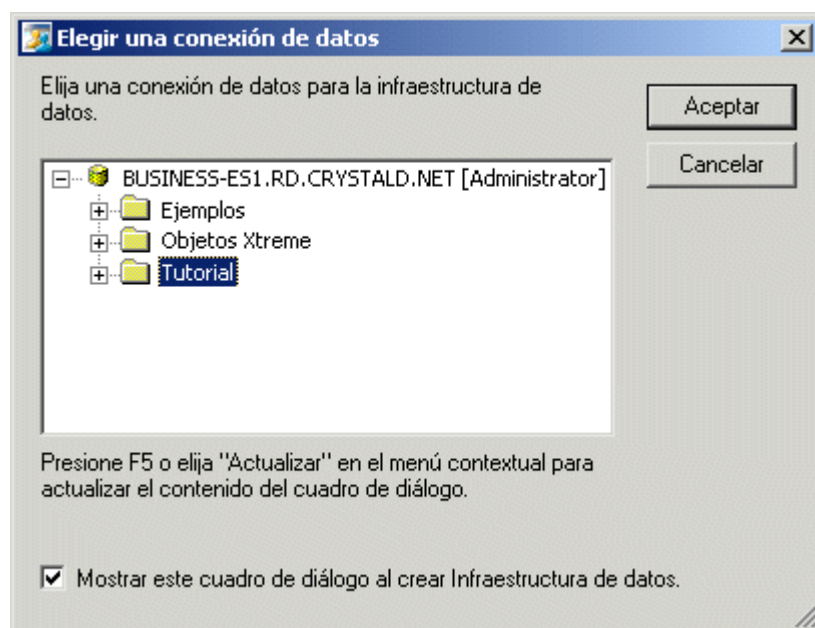 Elegir una conexión de datos
Elija una conexión de datos para la infraestructura de
datos.
Aceptar
Cancelar
BUSINESS-ES1.RD.CRYSTALD.NET [Administrator]
Ejemplos
Objetos Xtreme
Tutorial
Presione F5 o elija "Actualizar" en el menú contextual para
actualizar el contenido del cuadro de diálogo.
Mostrar este cuadro de diálogo al crear Infraestructura de datos.